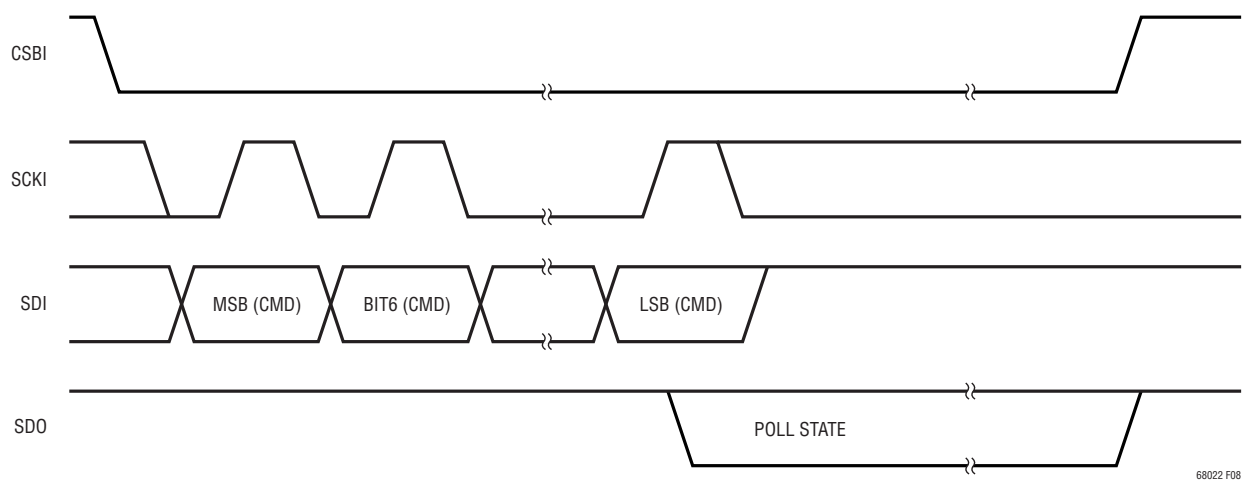 CSBI
SCKI
SDI
MSB (CMD) BIT6 (CMD) LSB (CMD)
SDO
POLL STATE
68022 F08